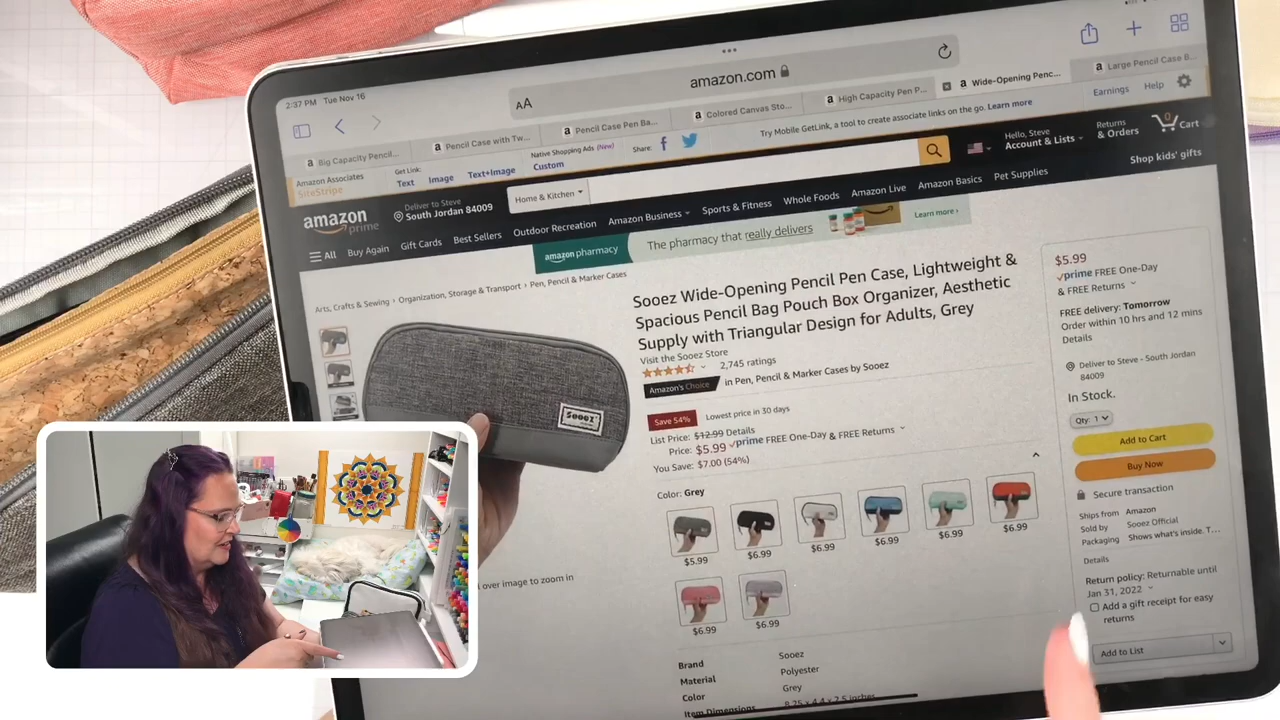 2:37 PM Tue Nov 16
AA
amazon.com
Big Capacity Pencil...
Pencil Case with Tw...
Pencil Case Pen Ba...
Colored Canvas Sto...
High Capacity Pen P...
Wide-Opening Penc...
Large Pencil Case B...
Amazon Associates
SiteStripe
Get Link:
Text
Image
Text+Image
Native Shopping Ads (New)
Custom
Share:
Try Mobile GetLink, a tool to create associate links on the go. Learn more
Earnings
Help
amazon
prime
Deliver to Steve
South Jordan 84009
Home & Kitchen
Hello, Steve
Account & Lists
Returns
& Orders
0
Cart
All
Buy Again
Gift Cards
Best Sellers
Outdoor Recreation
Amazon Business
Sports & Fitness
Whole Foods
Amazon Live
Amazon Basics
Pet Supplies
Shop kids' gifts
amazon pharmacy
The pharmacy that really delivers
Learn more ›
Arts, Crafts & Sewing › Organization, Storage & Transport › Pen, Pencil & Marker Cases
Sooez
Sooez Wide-Opening Pencil Pen Case, Lightweight &
Spacious Pencil Bag Pouch Box Organizer, Aesthetic
Supply with Triangular Design for Adults, Grey
Visit the Sooez Store
2,745 ratings
Amazon's Choice
in Pen, Pencil & Marker Cases by Sooez
Save 54%
Lowest price in 30 days
List Price: $12.99 Details
Price: $5.99 prime FREE One-Day & FREE Returns
You Save: $7.00 (54%)
Color: Grey
$5.99
$6.99
$6.99
$6.99
$6.99
$6.99
$6.99
$6.99
over image to zoom in
Brand Sooez
Material Polyester
Color Grey
Item Dimensions 8.25 x 4.4 x 2.5 inches
$5.99
prime FREE One-Day
& FREE Returns
FREE delivery: Tomorrow
Order within 10 hrs and 12 mins
Details
Deliver to Steve - South Jordan
84009
In Stock.
Qty: 1
Add to Cart
Buy Now
Secure transaction
Ships from Amazon
Sold by Sooez Official
Packaging Shows what's inside. T...
Details
Return policy: Returnable until
Jan 31, 2022
Add a gift receipt for easy
returns
Add to List